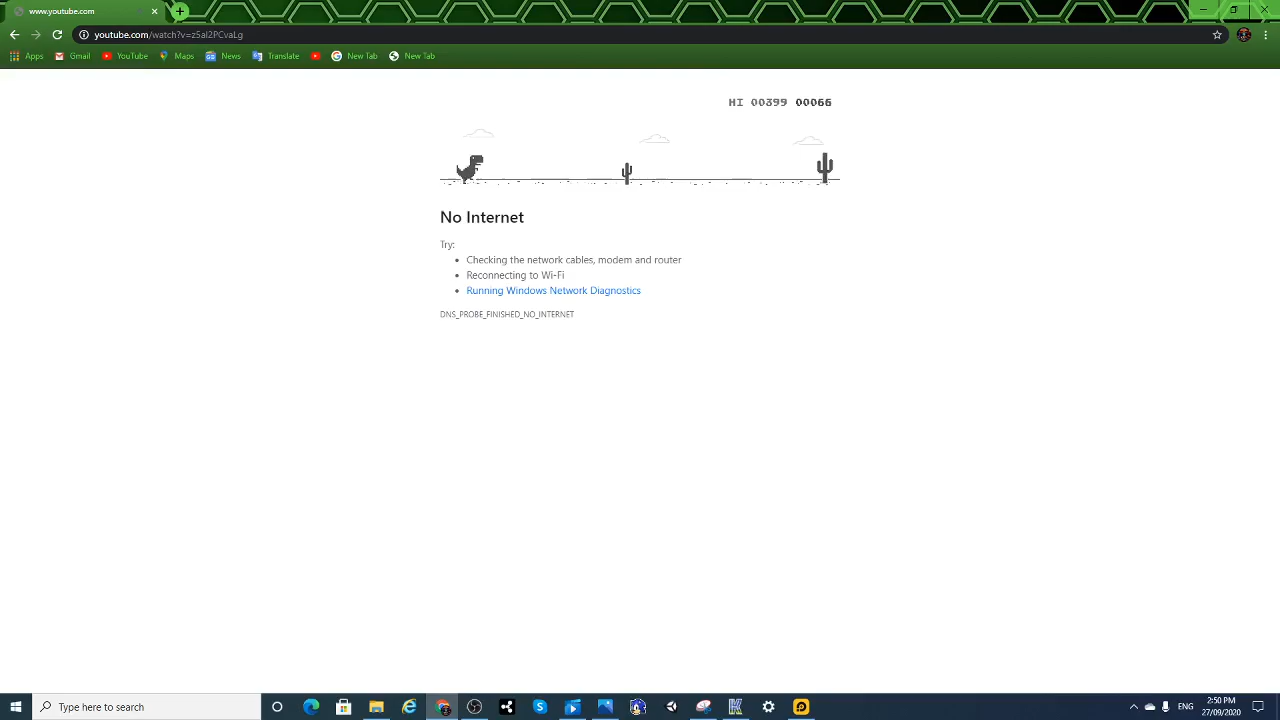 www.youtube.com
youtube.com/watch?v=z5al2PCvaLg
Apps Gmail YouTube Maps News Translate New Tab New Tab
HI 00399 00066
No Internet
Try:
Checking the network cables, modem and router
Reconnecting to Wi-Fi
Running Windows Network Diagnostics
DNS_PROBE_FINISHED_NO_INTERNET
Type here to search
ENG
2:50 PM
27/09/2020